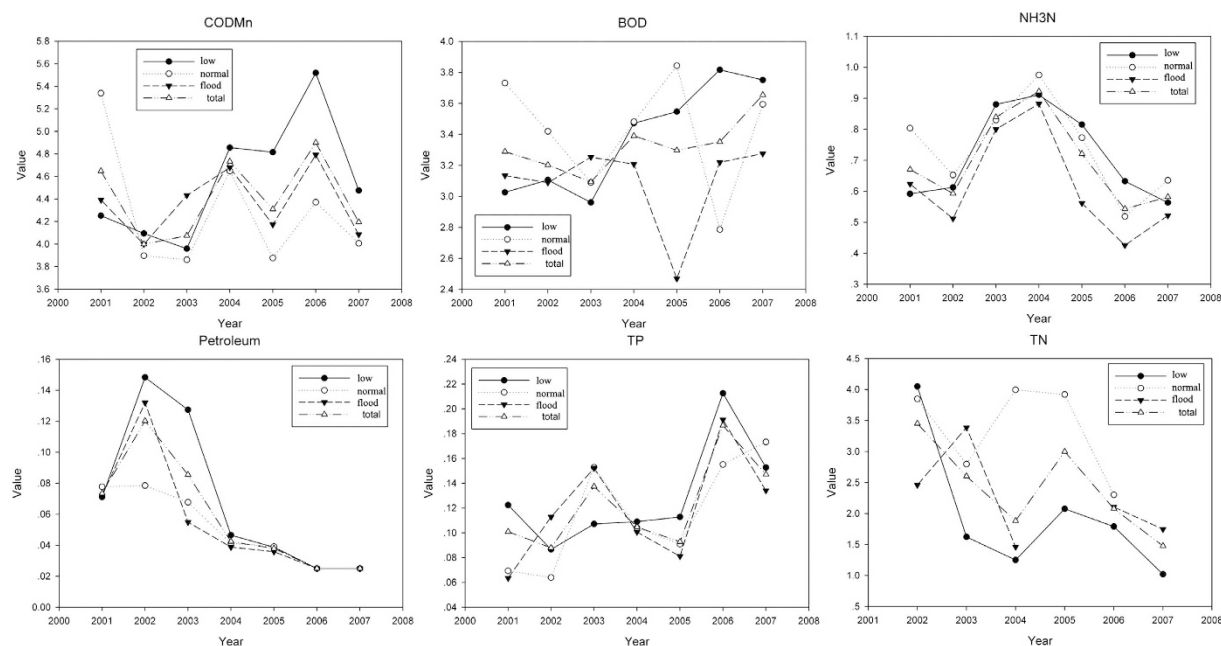 CODMn
5.8
5.6
5.4
5.2
5.0
4.8
4.6
4.4
4.2
4.0
3.8
3.6
Value
low
normal
flood
total
2000 2001 2002 2003 2004 2005 2006 2007 2008
Year
BOD
4.0
3.8
3.6
3.4
3.2
3.0
2.8
2.6
2.4
Value
low
normal
flood
total
2000 2001 2002 2003 2004 2005 2006 2007 2008
Year
NH3N
1.1
1.0
.9
.8
.7
.6
.5
.4
.3
Value
low
normal
flood
total
2000 2001 2002 2003 2004 2005 2006 2007 2008
Year
Petroleum
.16
.14
.12
.10
.08
.06
.04
.02
0.00
Value
low
normal
flood
total
2000 2001 2002 2003 2004 2005 2006 2007 2008
Year
TP
.24
.22
.20
.18
.16
.14
.12
.10
.08
.06
.04
Value
low
normal
flood
total
2000 2001 2002 2003 2004 2005 2006 2007 2008
Year
TN
4.5
4.0
3.5
3.0
2.5
2.0
1.5
1.0
.5
Value
low
normal
flood
total
2001 2002 2003 2004 2005 2006 2007 2008
Year